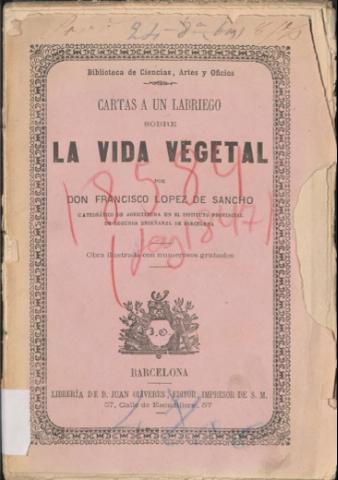 Biblioteca de Ciencias, Artes y Oficios
CARTAS A UN LABRIEGO
SOBRE
LA VIDA VEGETAL
POR
DON FRANCISCO LOPEZ DE SANCHO
CATEDRÁTICO DE AGRICULTURA EN EL INSTITUTO PROVINCIAL
DE SEGUNDA ENSEÑANZA DE BARCELONA
Obra ilustrada con numerosos grabados
J. O.
BARCELONA
LIBRERÍA DE D. JUAN OLIVERES, EDITOR, IMPRESOR DE S. M.
57, Calle de Escudillers, 57